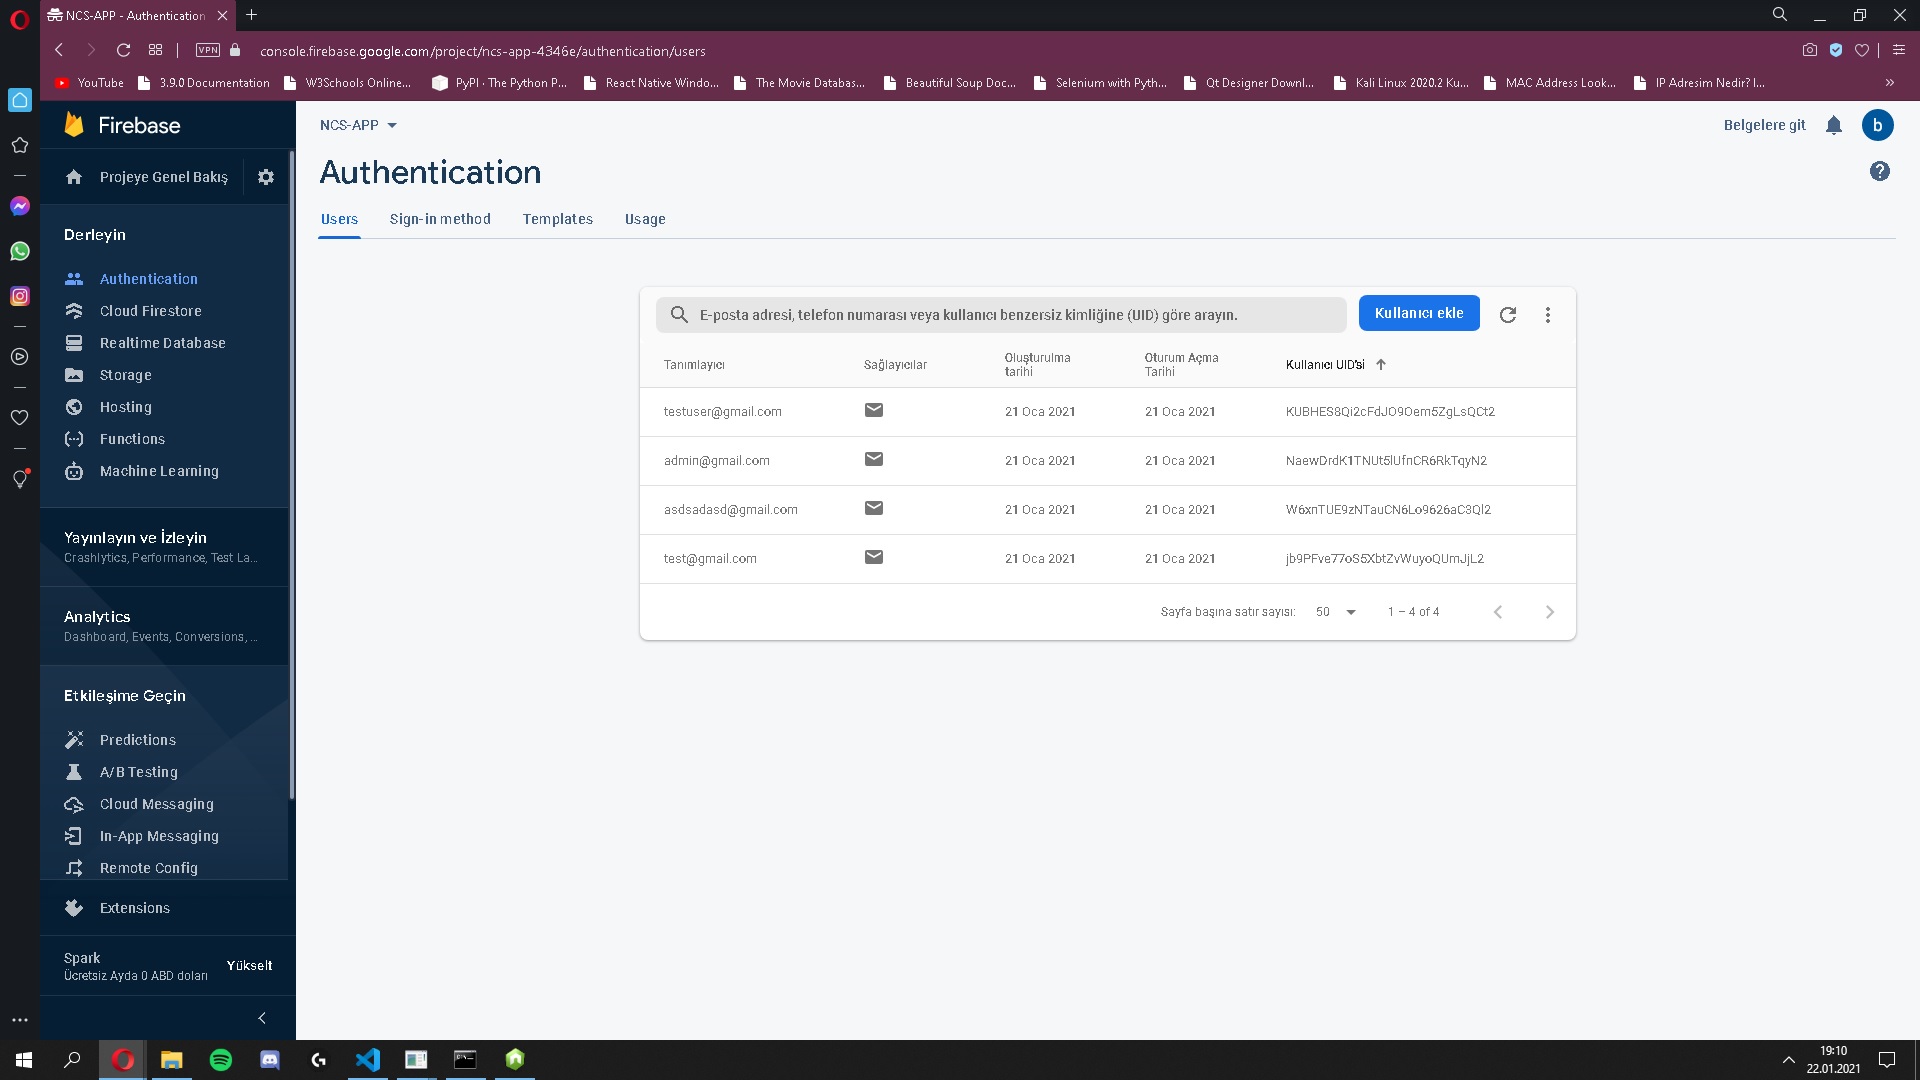 NCS-APP - Authentication
VPN
console.firebase.google.com/project/ncs-app-4346e/authentication/users
YouTube
3.9.0 Documentation
W3Schools Online...
PyPI · The Python P...
React Native Windo...
The Movie Databas...
Beautiful Soup Doc...
Selenium with Pyth...
Qt Designer Downl...
Kali Linux 2020.2 Ku...
MAC Address Look...
IP Adresim Nedir? I...
Firebase
NCS-APP
Belgelere git
b
Projeye Genel Bakış
Authentication
Users
Sign-in method
Templates
Usage
Derleyin
Authentication
Cloud Firestore
Realtime Database
Storage
Hosting
Functions
Machine Learning
Yayınlayın ve İzleyin
Crashlytics, Performance, Test La...
Analytics
Dashboard, Events, Conversions, ...
Etkileşime Geçin
Predictions
A/B Testing
Cloud Messaging
In-App Messaging
Remote Config
Extensions
Spark
Ücretsiz Ayda 0 ABD doları
Yükselt
E-posta adresi, telefon numarası veya kullanıcı benzersiz kimliğine (UID) göre arayın.
Kullanıcı ekle
Tanımlayıcı
Sağlayıcılar
Oluşturulma
tarihi
Oturum Açma
Tarihi
Kullanıcı UID'si
testuser@gmail.com
21 Oca 2021
21 Oca 2021
KUBHES8Qi2cFdJO9Oem5ZgLsQCt2
admin@gmail.com
21 Oca 2021
21 Oca 2021
NaewDrdK1TNUt5lUfnCR6RkTqyN2
asdsadasd@gmail.com
21 Oca 2021
21 Oca 2021
W6xnTUE9zNTauCN6Lo9626aC3Ql2
test@gmail.com
21 Oca 2021
21 Oca 2021
jb9PFve77oS5XbtZvWuyoQUmJjL2
Sayfa başına satır sayısı:
50
1 – 4 of 4
19:10
22.01.2021